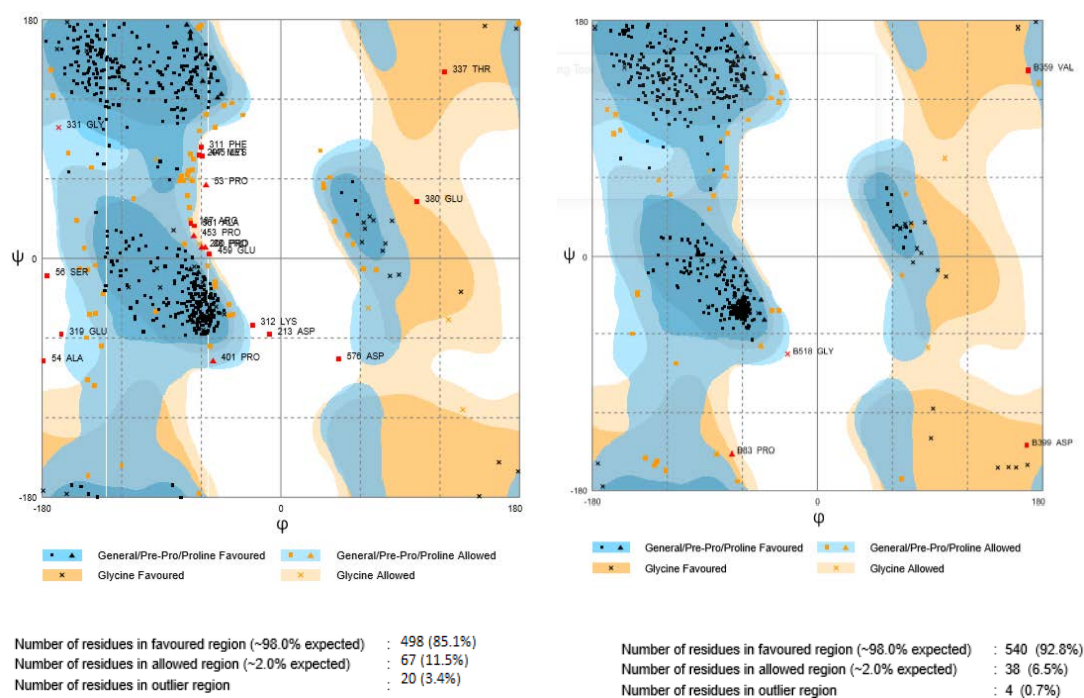 180
337 THR
331 GLY
311 PHE
53 PRO
380 GLU
453 PRO
459 GLU
ψ
0
56 SER
319 GLU
312 LYS
213 ASP
54 ALA
401 PRO
576 ASP
-180
-180
0
180
φ
General/Pre-Pro/Proline Favoured
General/Pre-Pro/Proline Allowed
Glycine Favoured
Glycine Allowed
Number of residues in favoured region (~98.0% expected) : 498 (85.1%)
Number of residues in allowed region (~2.0% expected) : 67 (11.5%)
Number of residues in outlier region : 20 (3.4%)
180
B359 VAL
ψ
0
B518 GLY
B399 ASP
B83 PRO
-180
-180
0
180
φ
General/Pre-Pro/Proline Favoured
General/Pre-Pro/Proline Allowed
Glycine Favoured
Glycine Allowed
Number of residues in favoured region (~98.0% expected) : 540 (92.8%)
Number of residues in allowed region (~2.0% expected) : 38 (6.5%)
Number of residues in outlier region : 4 (0.7%)